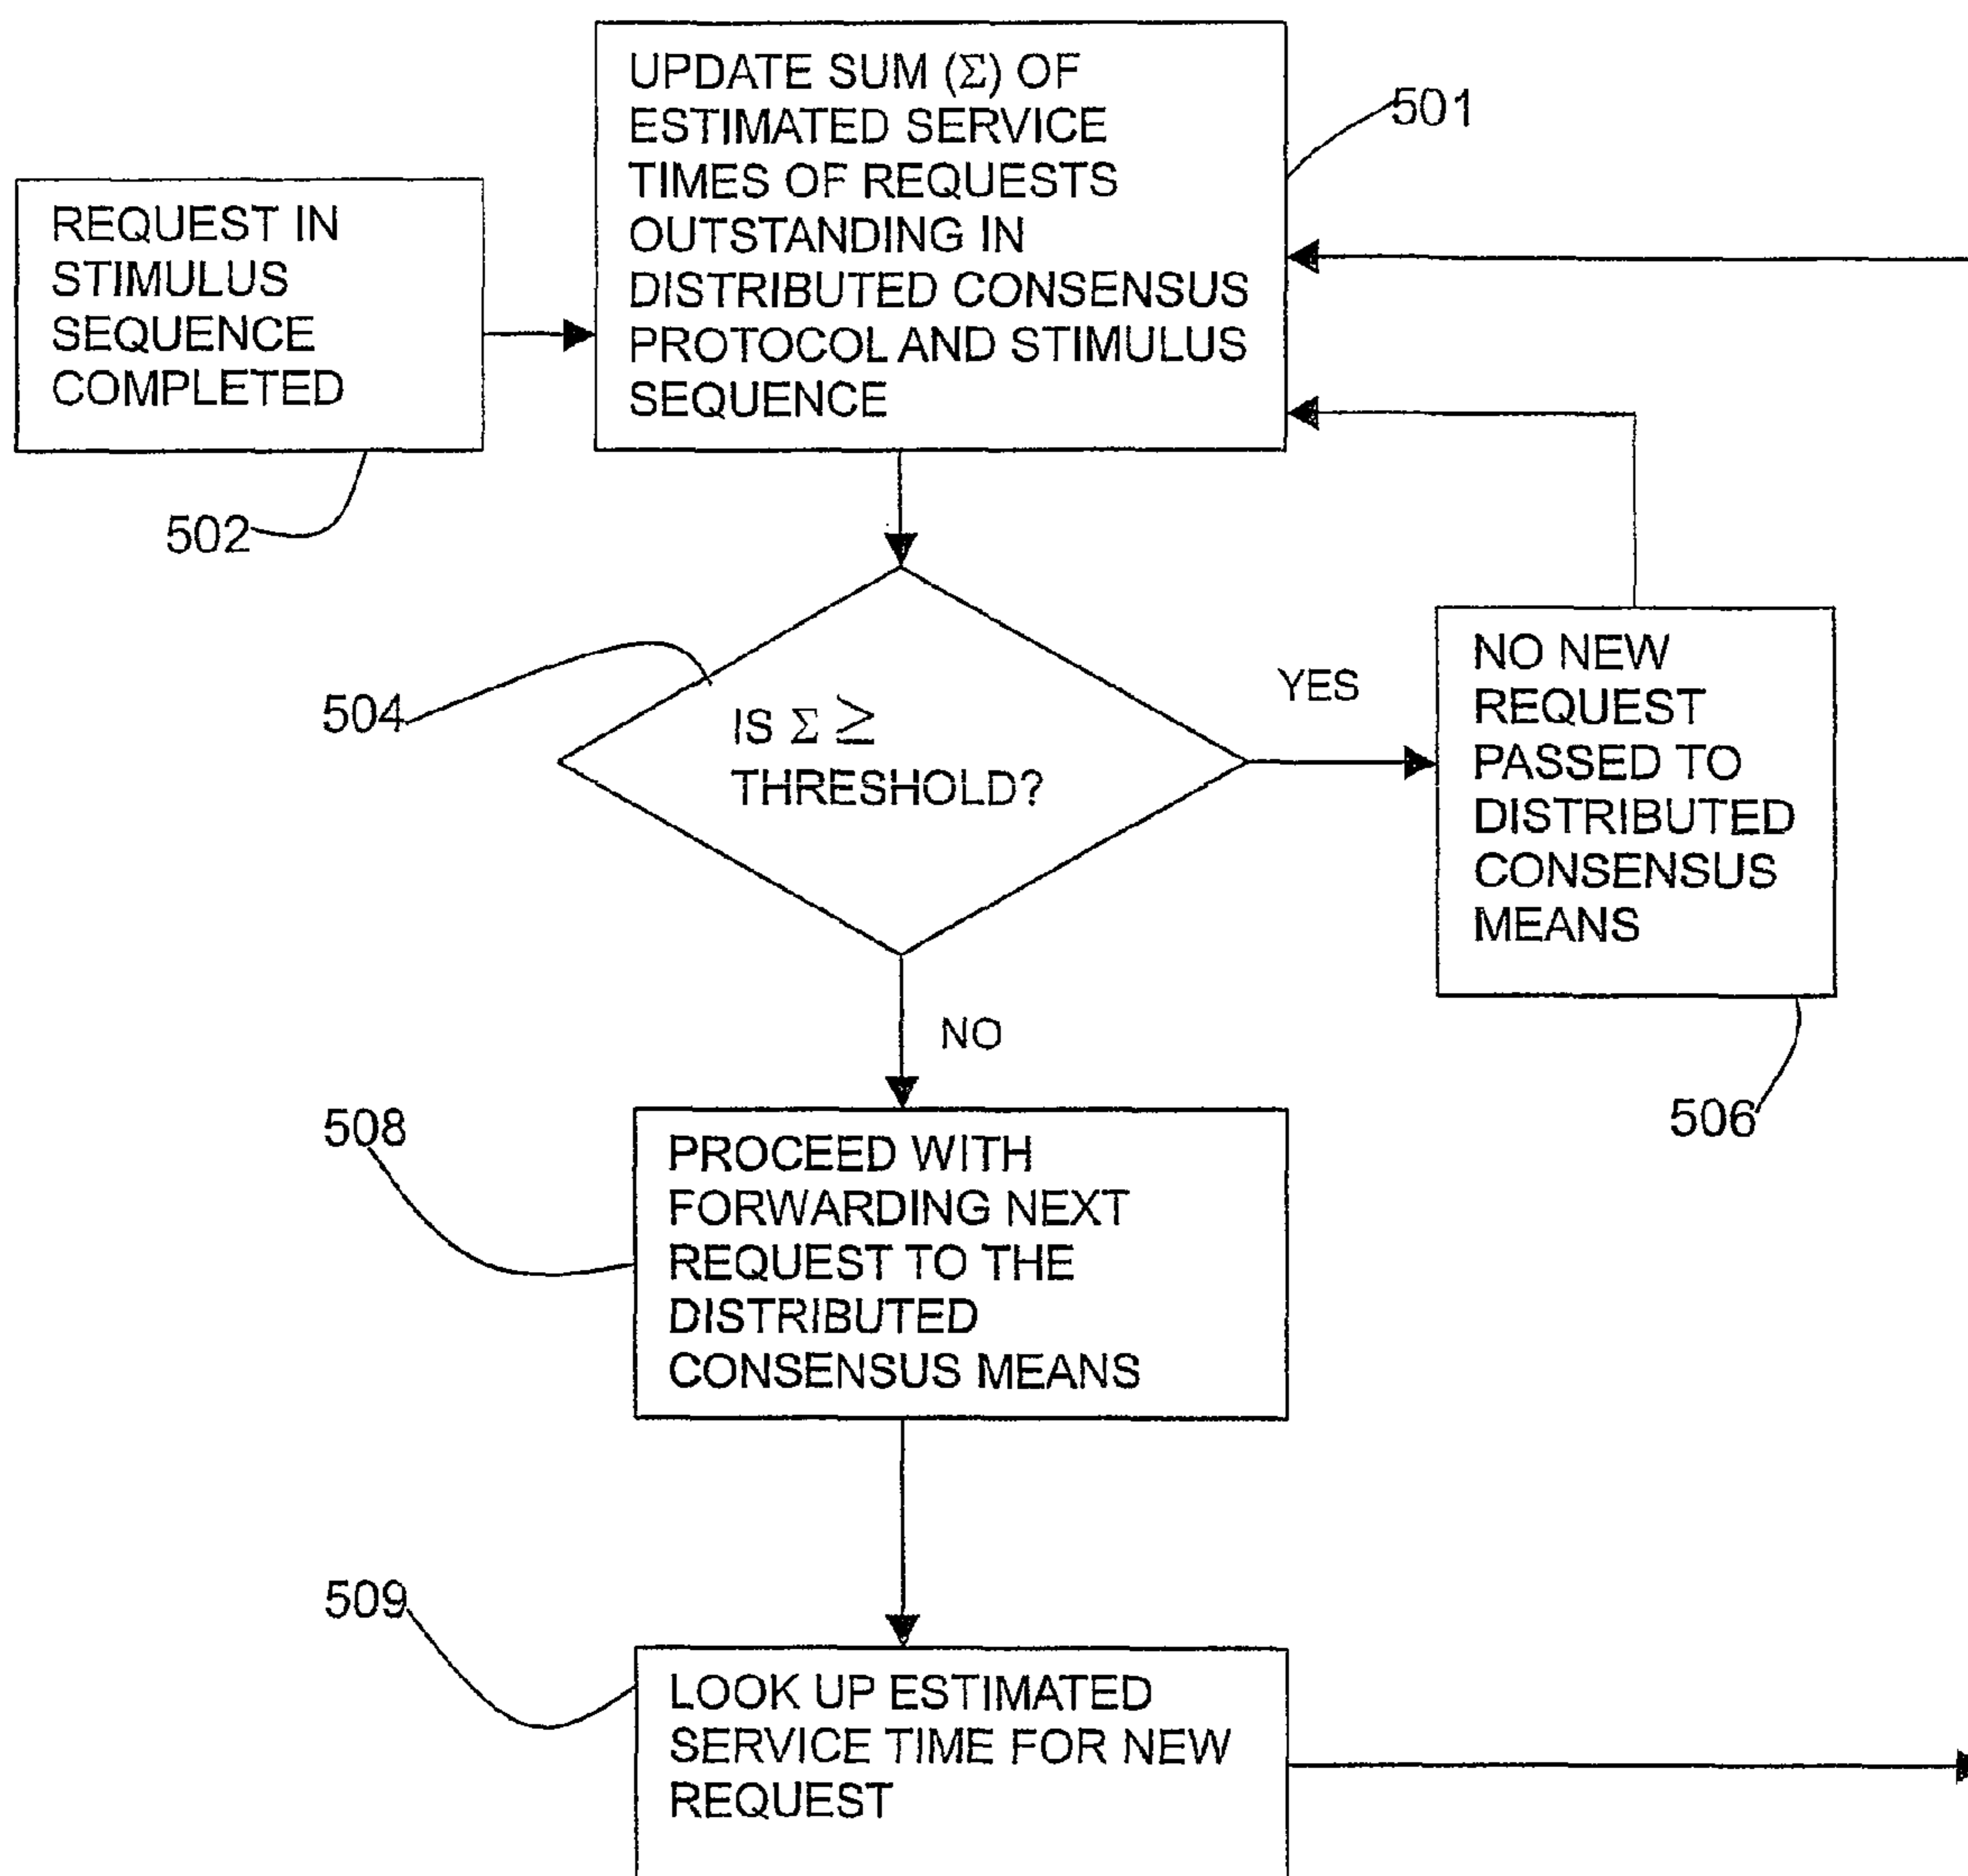 UPDATE SUM (Σ) OF
ESTIMATED SERVICE
TIMES OF REQUESTS
OUTSTANDING IN
DISTRIBUTED CONSENSUS
PROTOCOL AND STIMULUS
SEQUENCE
501
REQUEST IN
STIMULUS
SEQUENCE
COMPLETED
502
504
IS Σ ≧
THRESHOLD?
YES
NO NEW
REQUEST
PASSED TO
DISTRIBUTED
CONSENSUS
MEANS
506
NO
508
PROCEED WITH
FORWARDING NEXT
REQUEST TO THE
DISTRIBUTED
CONSENSUS MEANS
509
LOOK UP ESTIMATED
SERVICE TIME FOR NEW
REQUEST